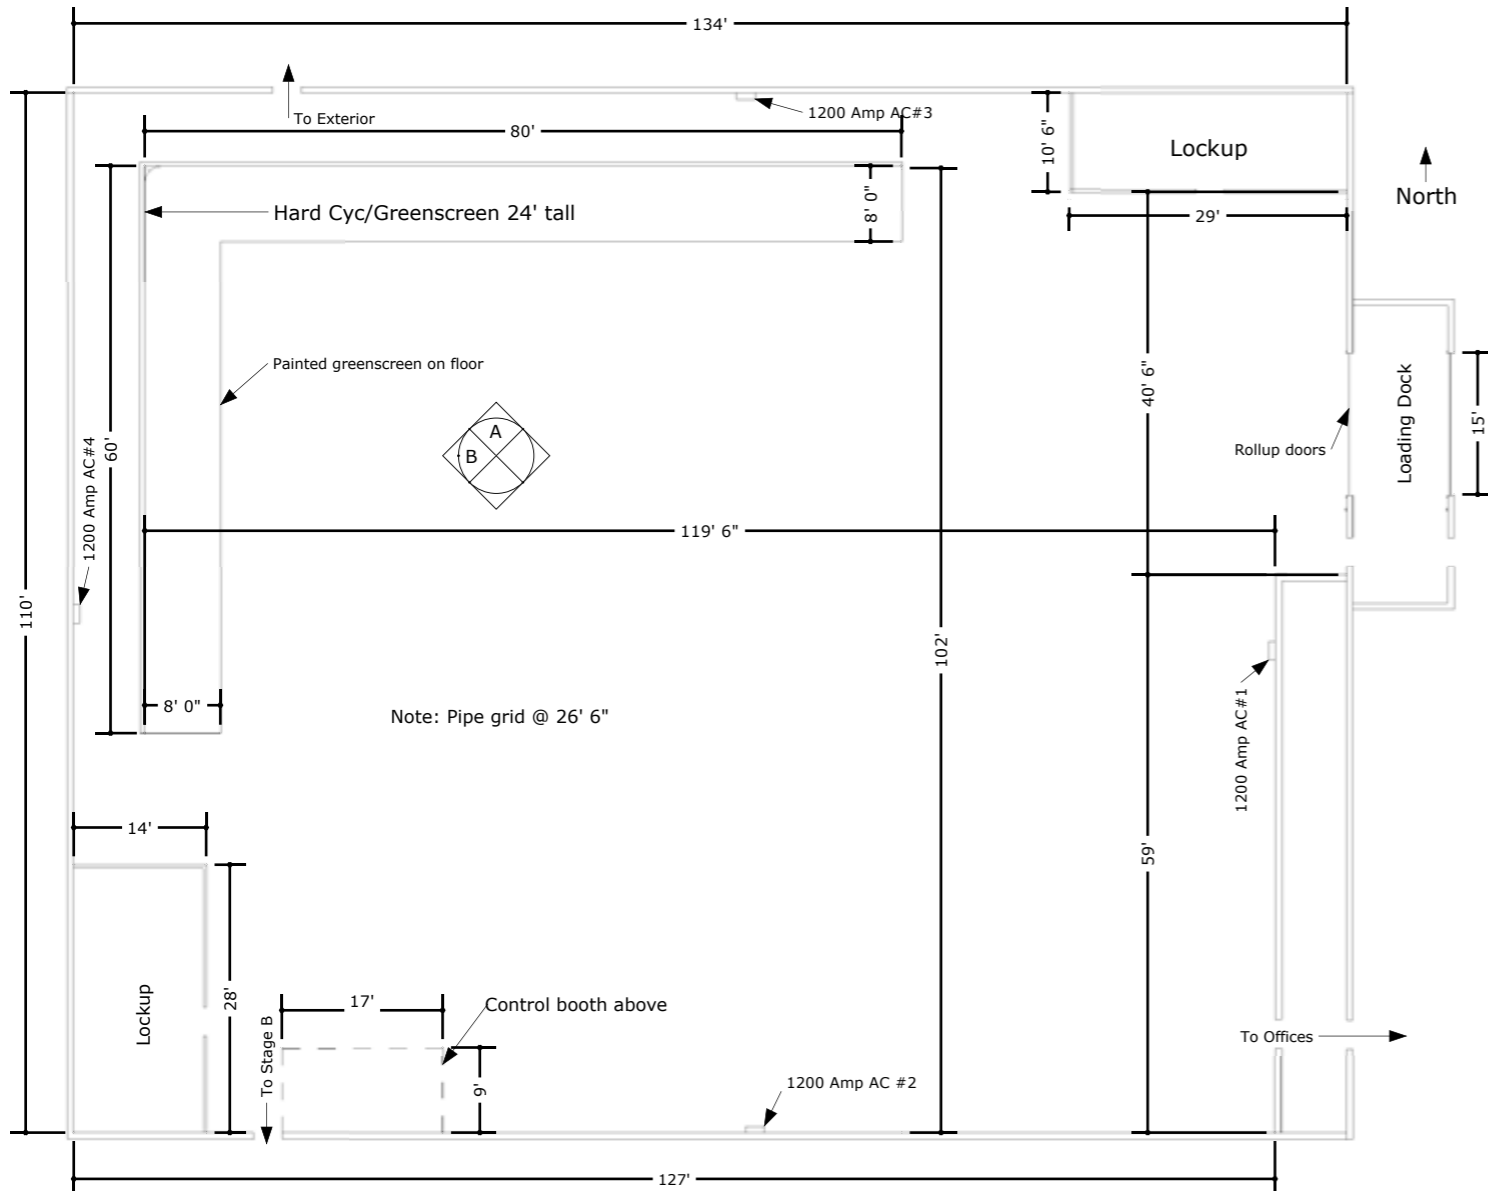 134'
To Exterior
1200 Amp AC#3
80'
10' 6"
Lockup
North
8' 0"
Hard Cyc/Greenscreen 24' tall
29'
Painted greenscreen on floor
40' 6"
Loading Dock
15'
60'
1200 Amp AC#4
A
B
Rollup doors
119' 6"
110'
102'
8' 0"
Note: Pipe grid @ 26' 6"
1200 Amp AC#1
14'
59'
Lockup
28'
17'
Control booth above
To Stage B
9'
1200 Amp AC #2
To Offices
127'